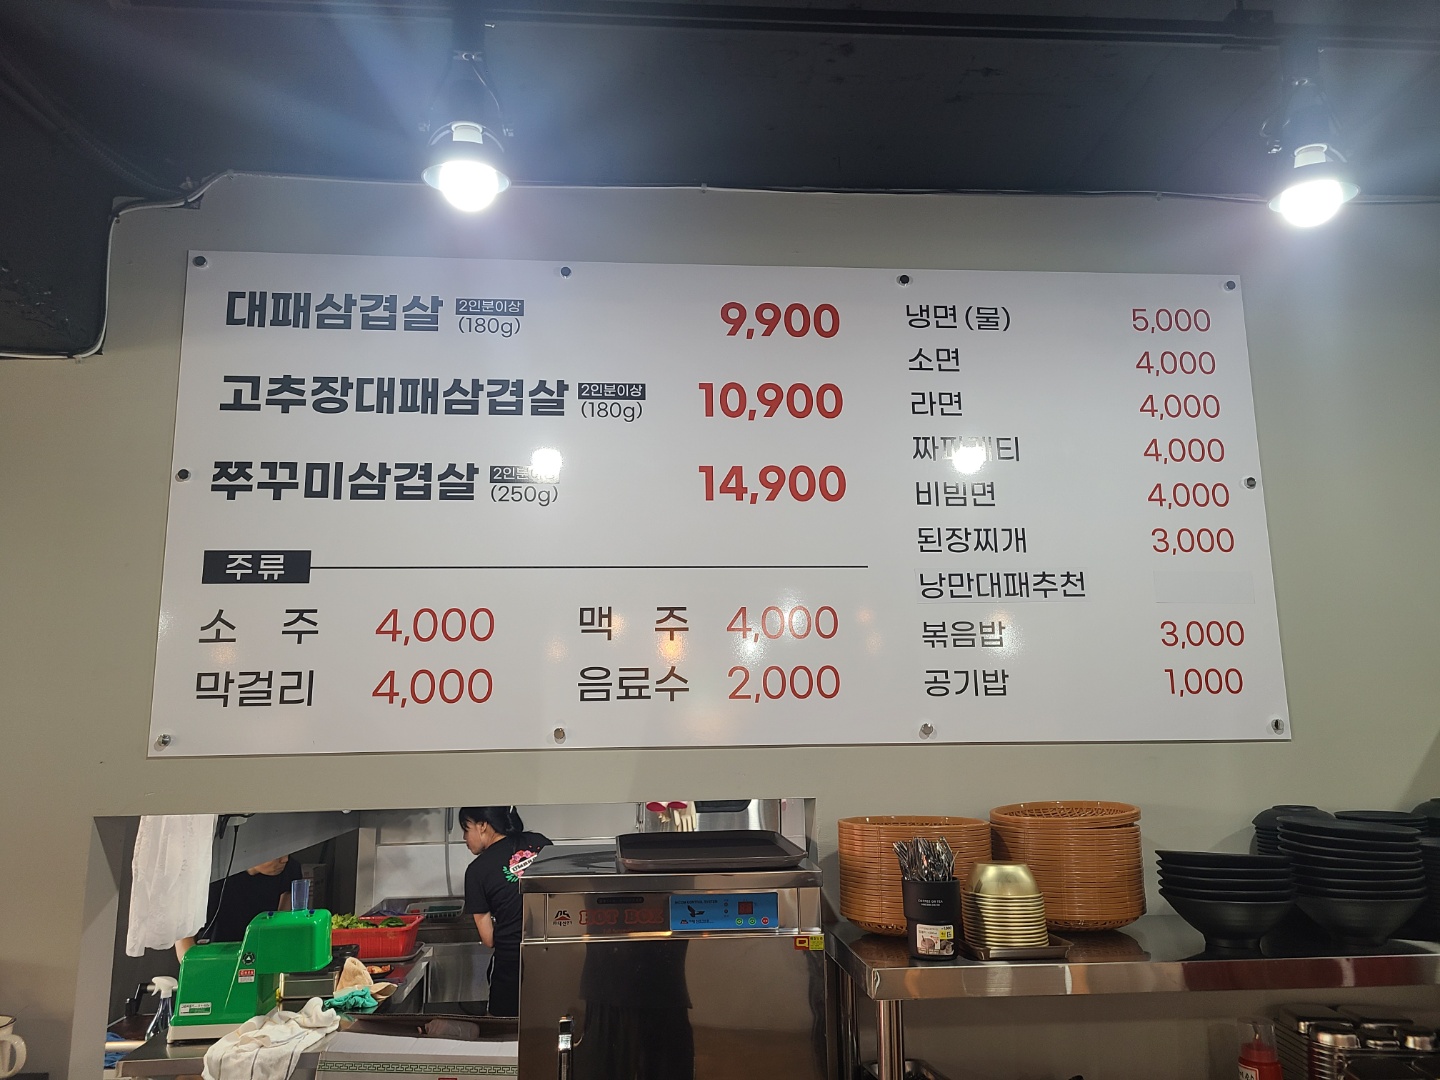 대패삼겹살 2인분이상 (180g) 9,900
고추장대패삼겹살 2인분이상 (180g) 10,900
쭈꾸미삼겹살 (250g) 14,900
주류
소 주 4,000 맥 주 4,000
막걸리 4,000 음료수 2,000
냉면(물) 5,000
소면 4,000
라면 4,000
4,000
비빔면 4,000
된장찌개 3,000
낭만대패추천
볶음밥 3,000
공기밥 1,000
HOT BOX